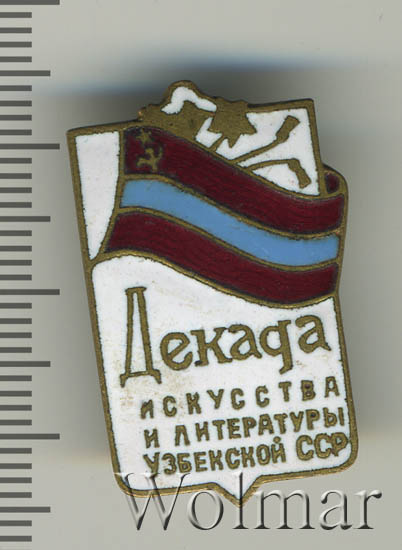 Декада
ИСКУССТВА
И ЛИТЕРАТУРЫ
УЗБЕКСКОЙ ССР
Wolmar